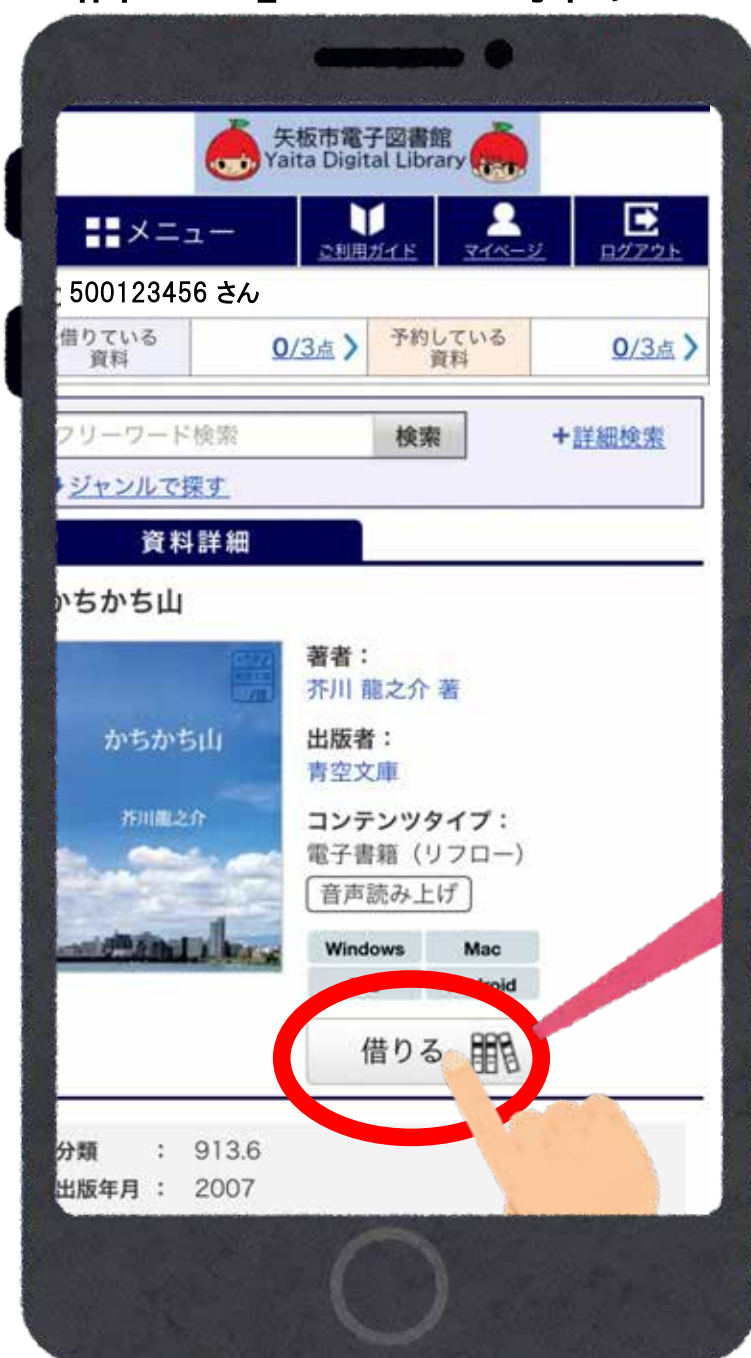 矢板市電子図書館
Yaita Digital Library
メニュー
ご利用ガイド
マイページ
ログアウト
500123456 さん
借りている
資料
0/3点
予約している
資料
0/3点
フリーワード検索
検索
+詳細検索
ジャンルで探す
資料詳細
かちかち山
かちかち山
芥川龍之介
著者：
芥川 龍之介 著
出版者：
青空文庫
コンテンツタイプ：
電子書籍（リフロー）
音声読み上げ
Windows
Mac
借りる
分類 ： 913.6
出版年月 ： 2007